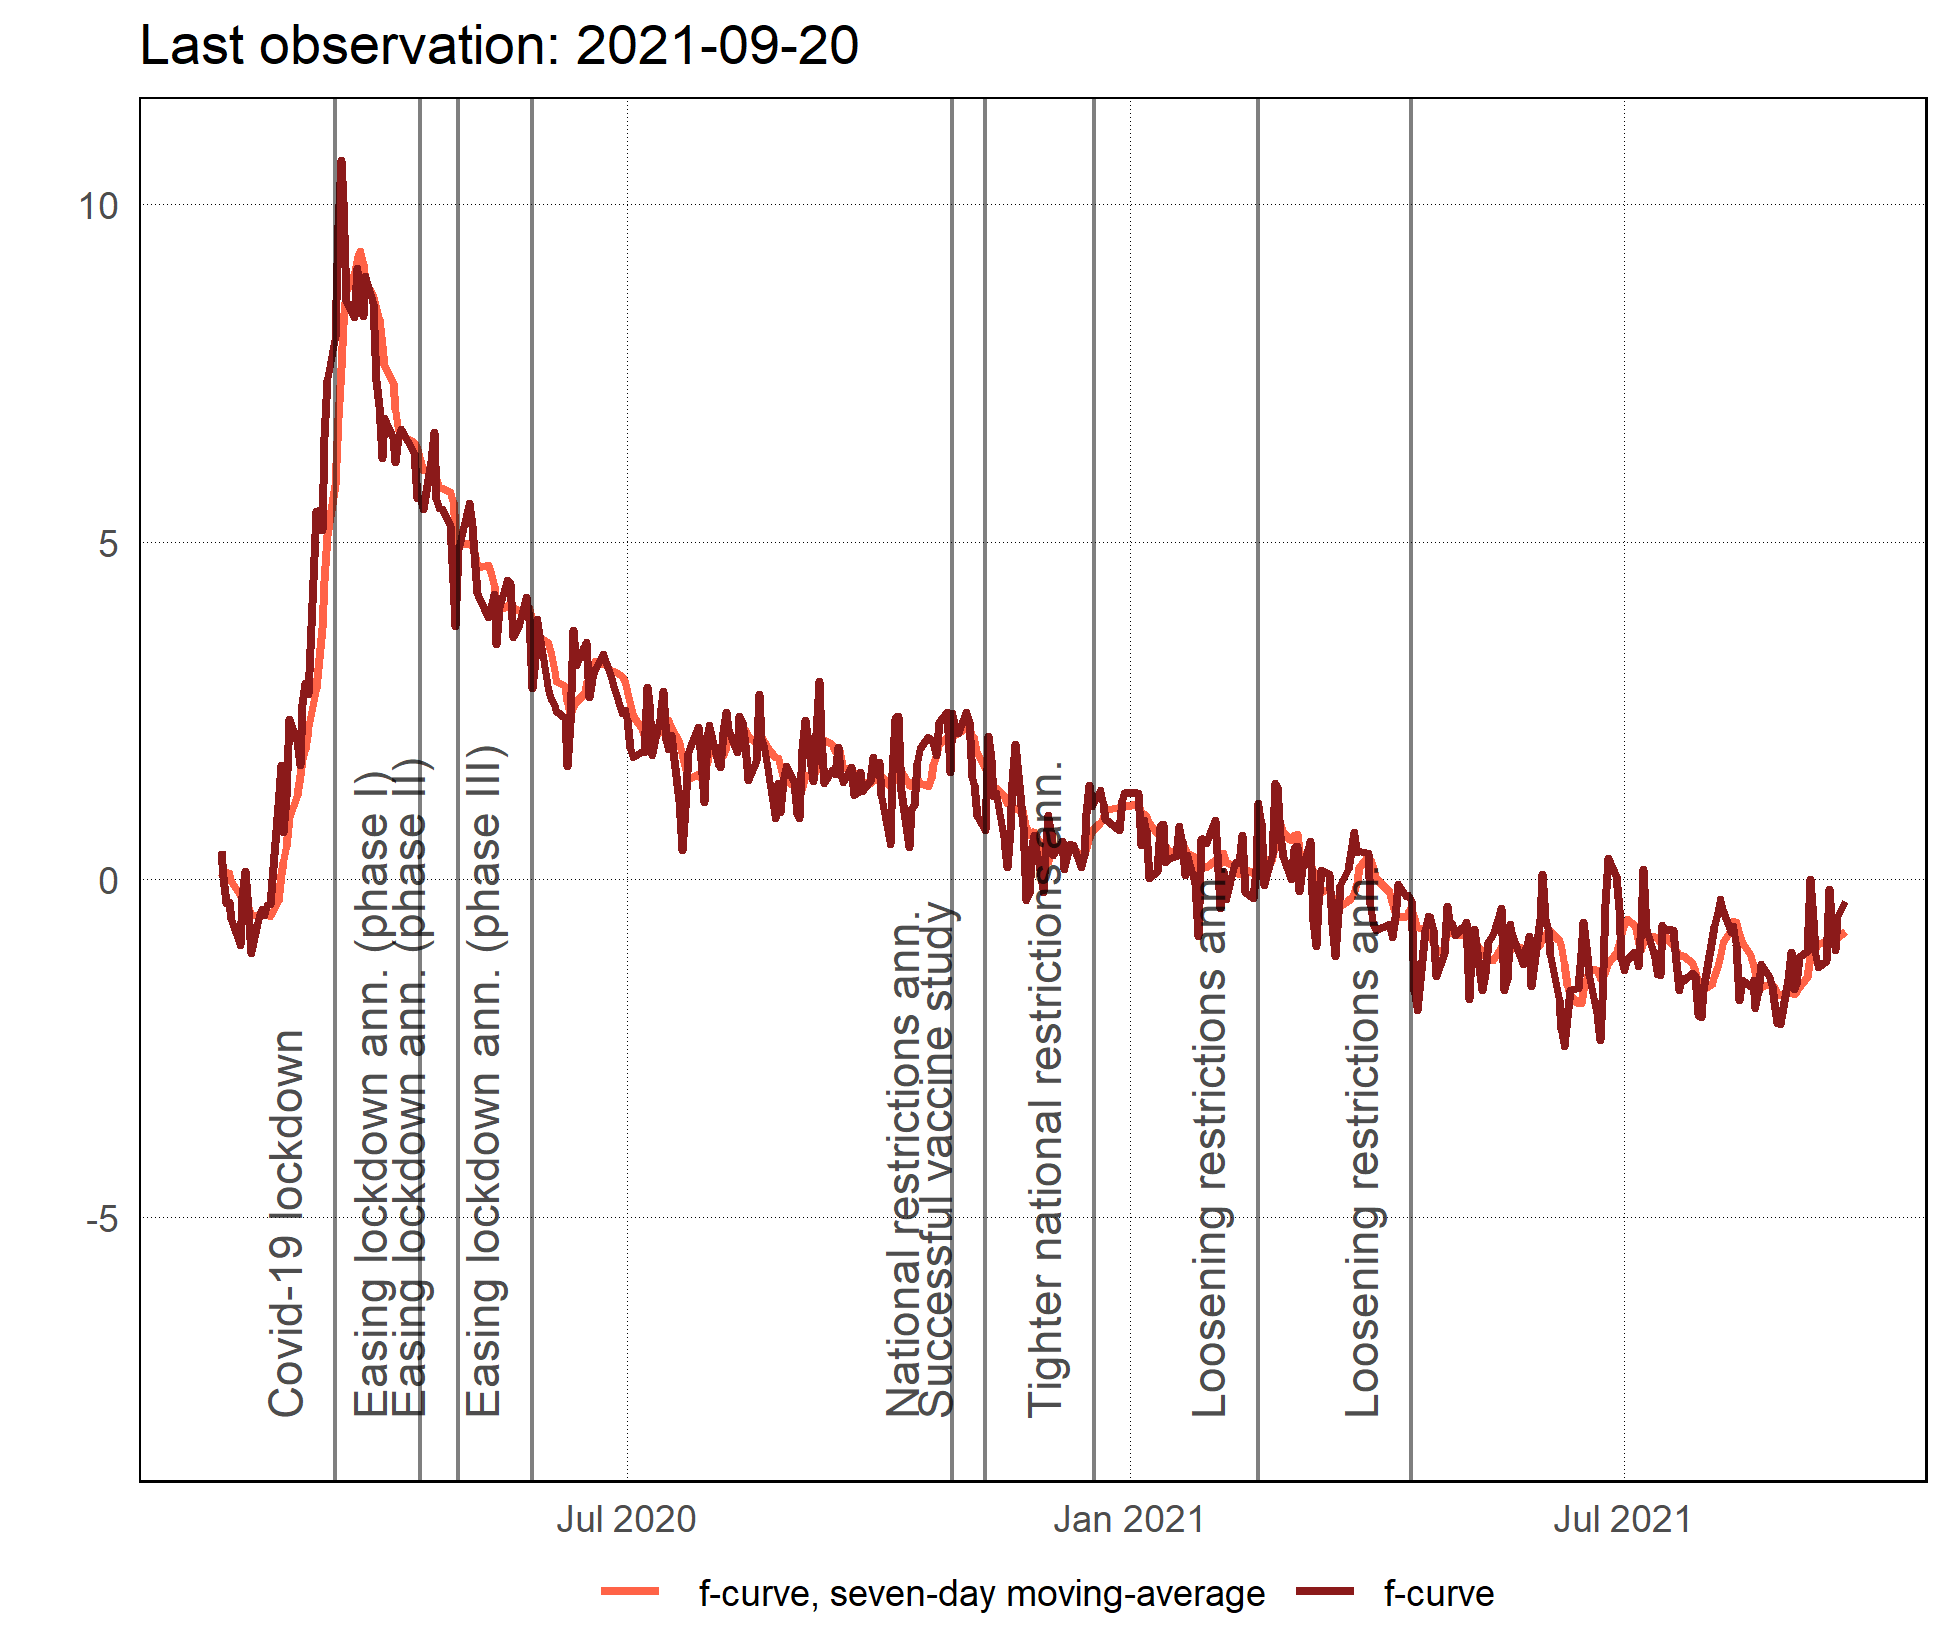 Last observation: 2021-09-20
10
5
0
-5
Covid-19 lockdown
Easing lockdown ann. (phase I)
Easing lockdown ann. (phase II)
Easing lockdown ann. (phase III)
National restrictions ann.
Successful vaccine study
Tighter national restrictions ann.
Loosening restrictions ann.
Loosening restrictions ann.
Jul 2020
Jan 2021
Jul 2021
f-curve, seven-day moving-average
f-curve